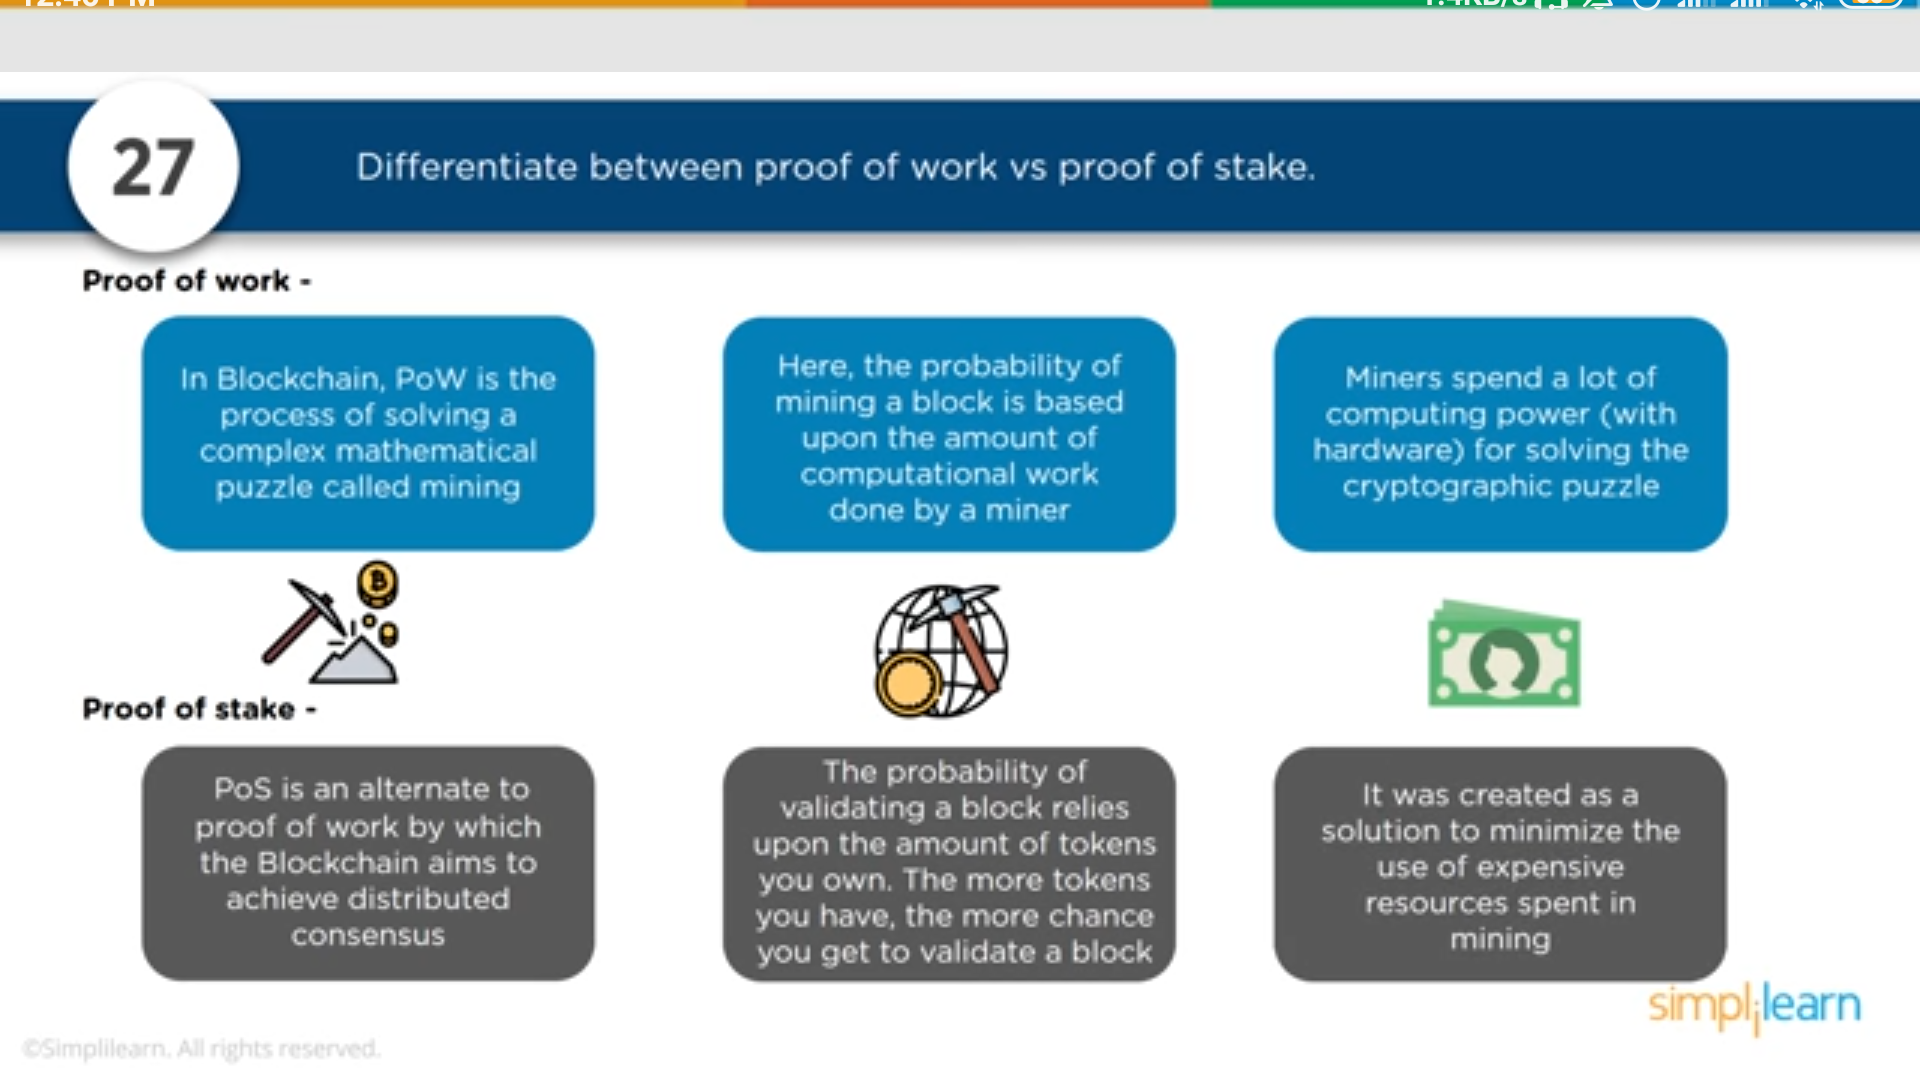 27
Differentiate between proof of work vs proof of stake.
Proof of work -
In Blockchain, PoW is the
process of solving a
complex mathematical
puzzle called mining
Here, the probability of
mining a block is based
upon the amount of
computational work
done by a miner
Miners spend a lot of
computing power (with
hardware) for solving the
cryptographic puzzle
Proof of stake -
PoS is an alternate to
proof of work by which
the Blockchain aims to
achieve distributed
consensus
The probability of
validating a block relies
upon the amount of tokens
you own. The more tokens
you have, the more chance
you get to validate a block
It was created as a
solution to minimize the
use of expensive
resources spent in
mining
simplilearn
©Simplilearn. All rights reserved.